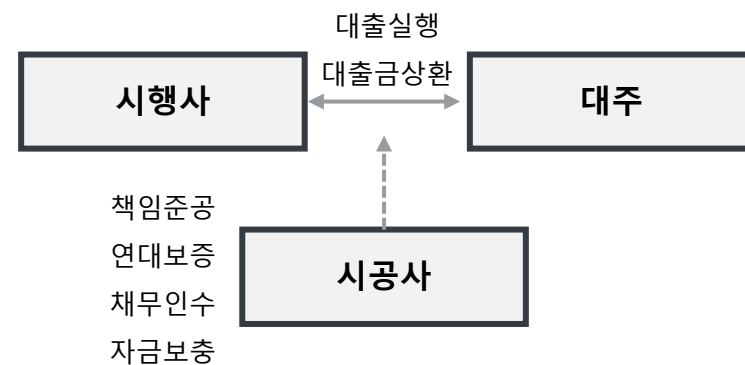 대출실행
대출금상환
시행사
대주
책임준공
연대보증
채무인수
자금보충
시공사